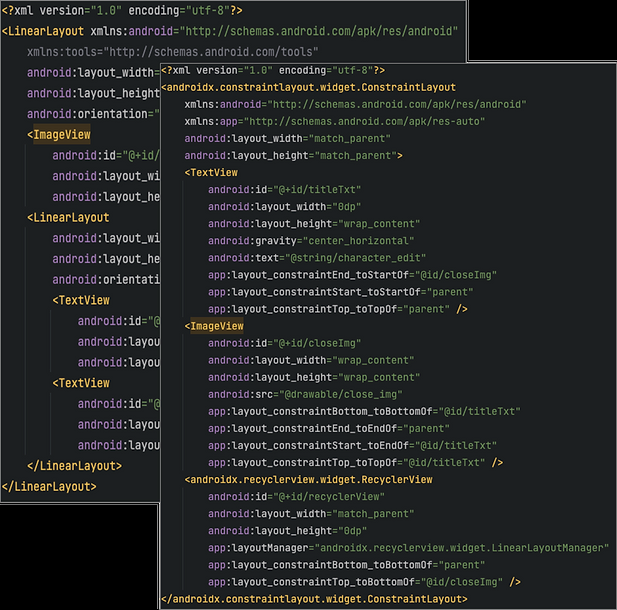 <?xml version="1.0" encoding="utf-8"?>
<LinearLayout xmlns:android="http://schemas.android.com/apk/res/android"
xmlns:tools="http://schemas.android.com/tools"
android:layout_width=
android:layout_height
android:orientation="
<ImageView
android:id="@+id/
android:layout_wi
android:layout_he
<LinearLayout
android:layout_wi
android:layout_he
android:orientati
<TextView
android:id="@
android:layou
android:layou
<TextView
android:id="@
android:layou
android:layou
</LinearLayout>
</LinearLayout>
<?xml version="1.0" encoding="utf-8"?>
<androidx.constraintlayout.widget.ConstraintLayout
xmlns:android="http://schemas.android.com/apk/res/android"
xmlns:app="http://schemas.android.com/apk/res-auto"
android:layout_width="match_parent"
android:layout_height="match_parent">
<TextView
android:id="@+id/titleTxt"
android:layout_width="0dp"
android:layout_height="wrap_content"
android:gravity="center_horizontal"
android:text="@string/character_edit"
app:layout_constraintEnd_toStartOf="@id/closeImg"
app:layout_constraintStart_toStartOf="parent"
app:layout_constraintTop_toTopOf="parent" />
<ImageView
android:id="@+id/closeImg"
android:layout_width="wrap_content"
android:layout_height="wrap_content"
android:src="@drawable/close_img"
app:layout_constraintBottom_toBottomOf="@id/titleTxt"
app:layout_constraintEnd_toEndOf="parent"
app:layout_constraintStart_toEndOf="@id/titleTxt"
app:layout_constraintTop_toTopOf="@id/titleTxt" />
<androidx.recyclerview.widget.RecyclerView
android:id="@+id/recyclerView"
android:layout_width="match_parent"
android:layout_height="0dp"
app:layoutManager="androidx.recyclerview.widget.LinearLayoutManager"
app:layout_constraintBottom_toBottomOf="parent"
app:layout_constraintTop_toBottomOf="@id/closeImg" />
</androidx.constraintlayout.widget.ConstraintLayout>